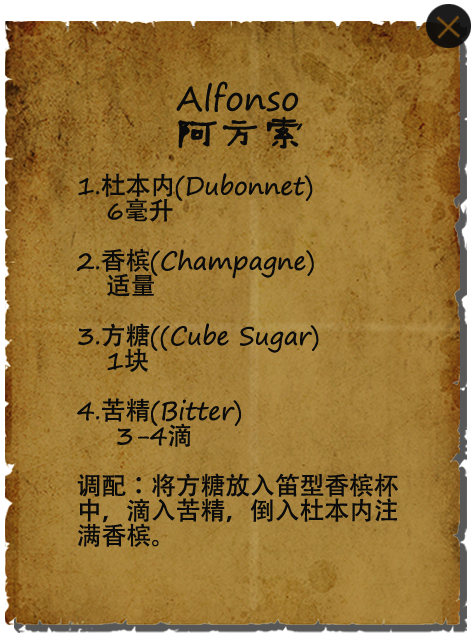 Alfonso
阿方索
1.杜本内(Dubonnet)
6毫升
2.香槟(Champagne)
适量
3.方糖((Cube Sugar)
1块
4.苦精(Bitter)
3-4滴
调配：将方糖放入笛型香槟杯
中，滴入苦精，倒入杜本内注
满香槟。